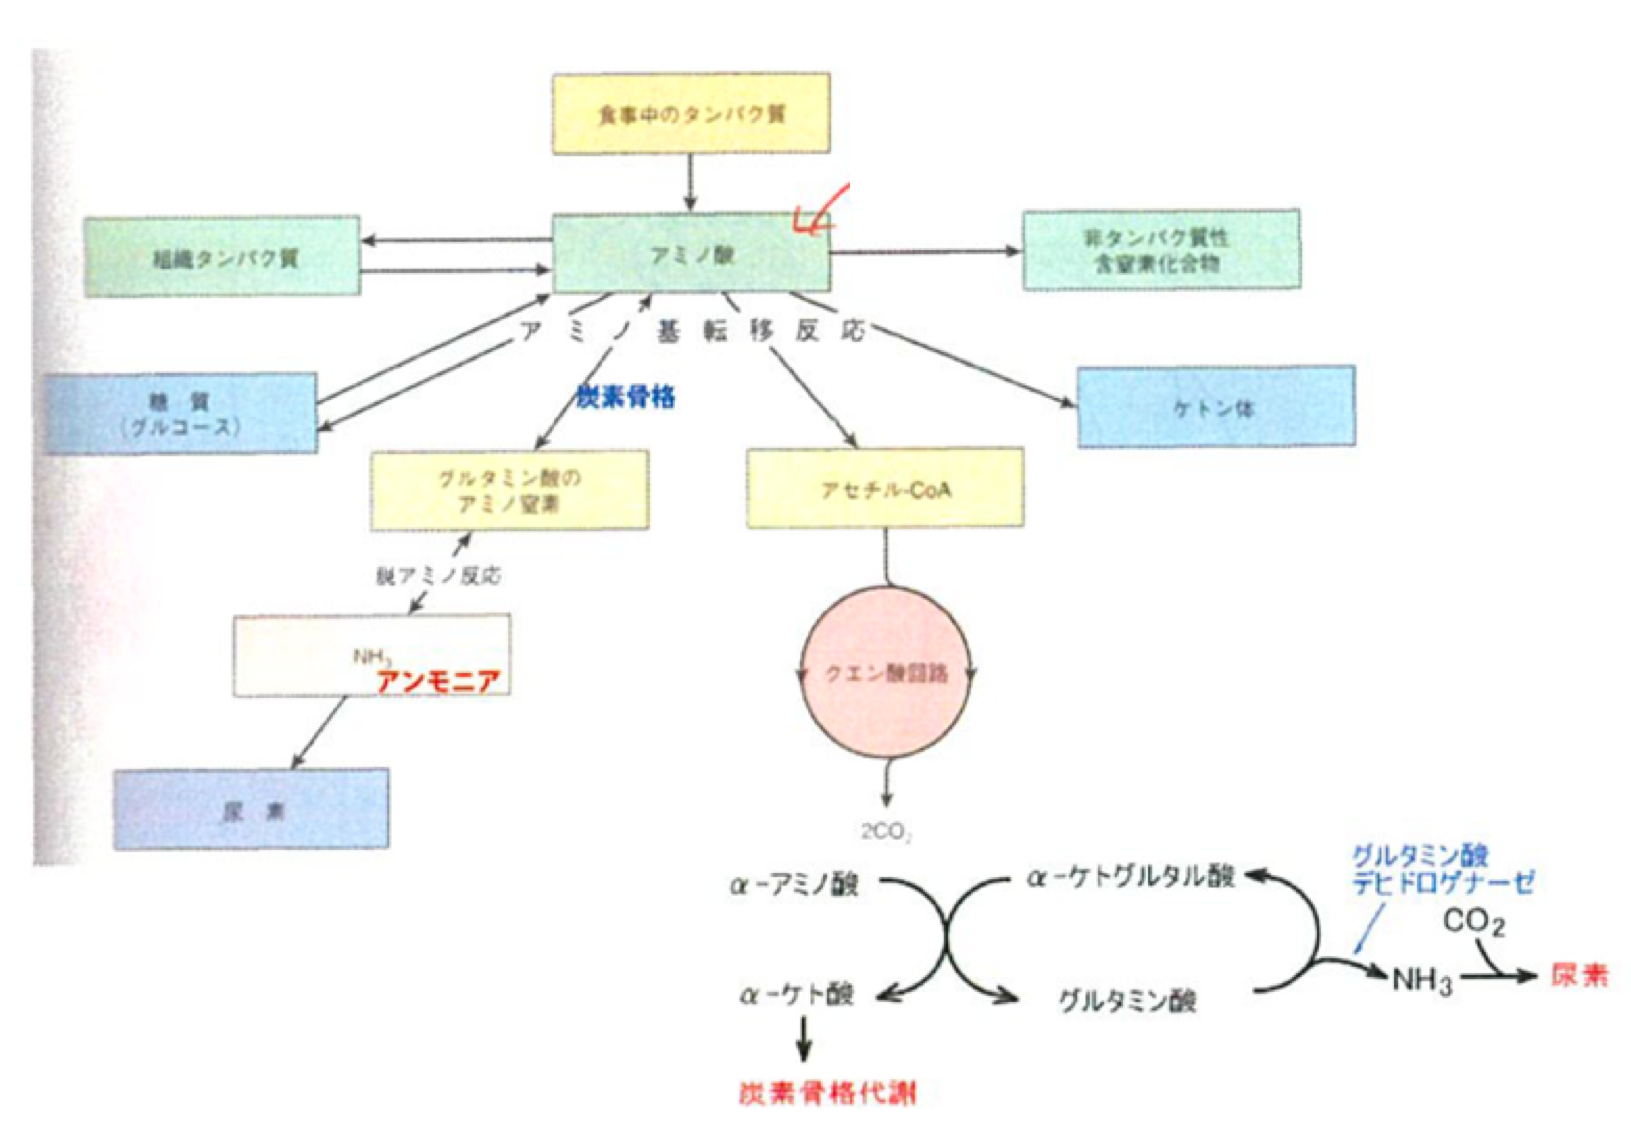 食事中のタンパク質
組織タンパク質
アミノ酸
非タンパク質性
含窒素化合物
アミノ基転移反応
糖 質
(グルコース)
炭素骨格
ケトン体
グルタミン酸の
アミノ窒素
アセチル-CoA
脱アミノ反応
NH₃
アンモニア
クエン酸回路
尿 素
2CO₂
α-アミノ酸
α-ケトグルタル酸
グルタミン酸
デヒドロゲナーゼ
CO₂
α-ケト酸
グルタミン酸
NH₃
尿素
炭素骨格代謝